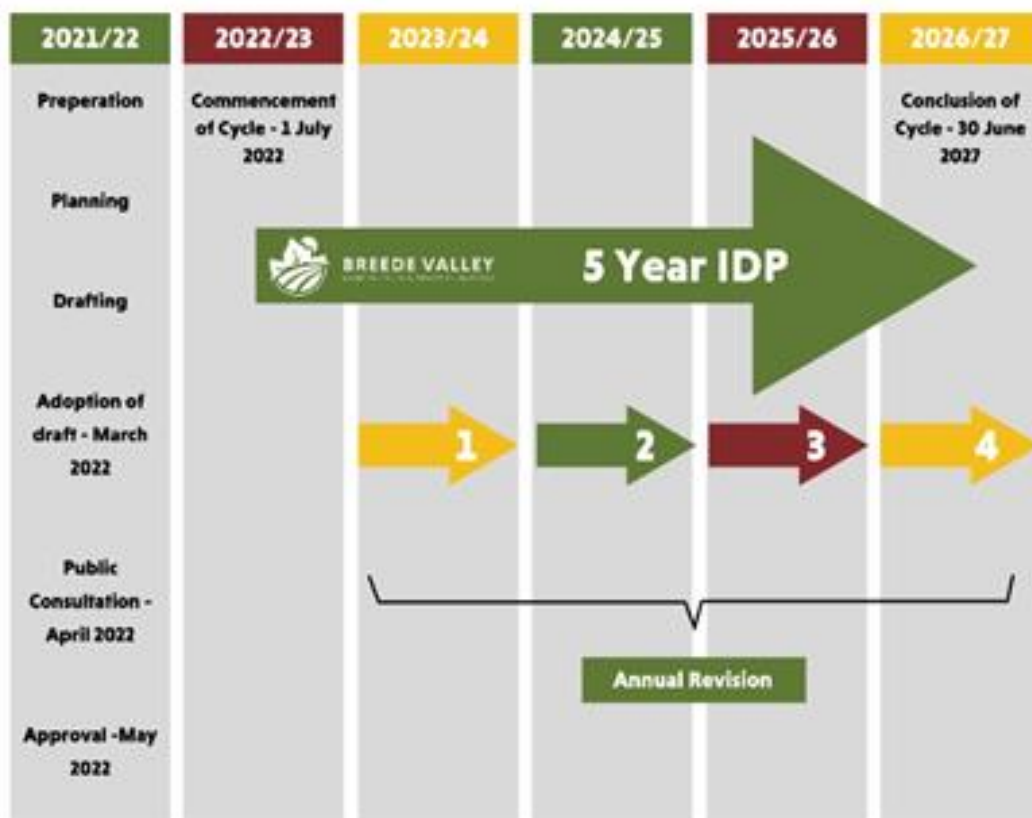 2021/22
2022/23
2023/24
2024/25
2025/26
2026/27
Preperation
Planning
Drafting
Adoption of
draft - March
2022
Public
Consultation -
April 2022
Approval -May
2022
Commencement
of Cycle - 1 July
2022
Conclusion of
Cycle - 30 June
2027
BREEDE VALLEY
5 Year IDP
1
2
3
4
Annual Revision